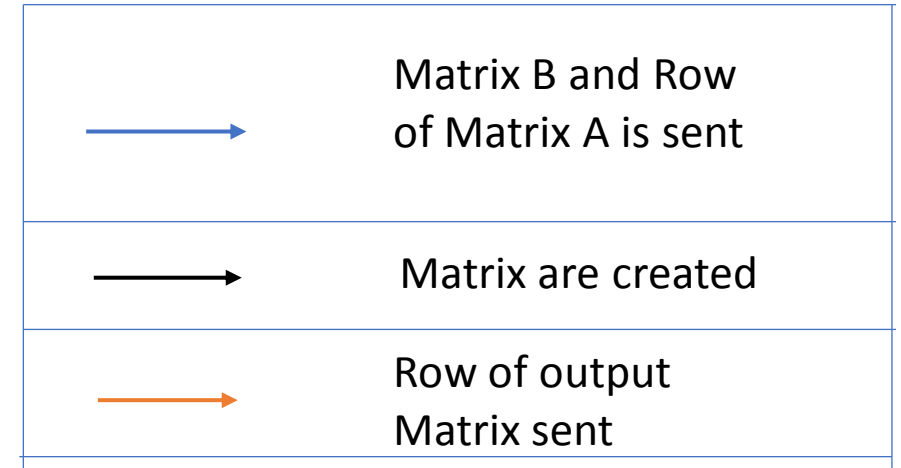 Matrix B and Row
of Matrix A is sent
Matrix are created
Row of output
Matrix sent